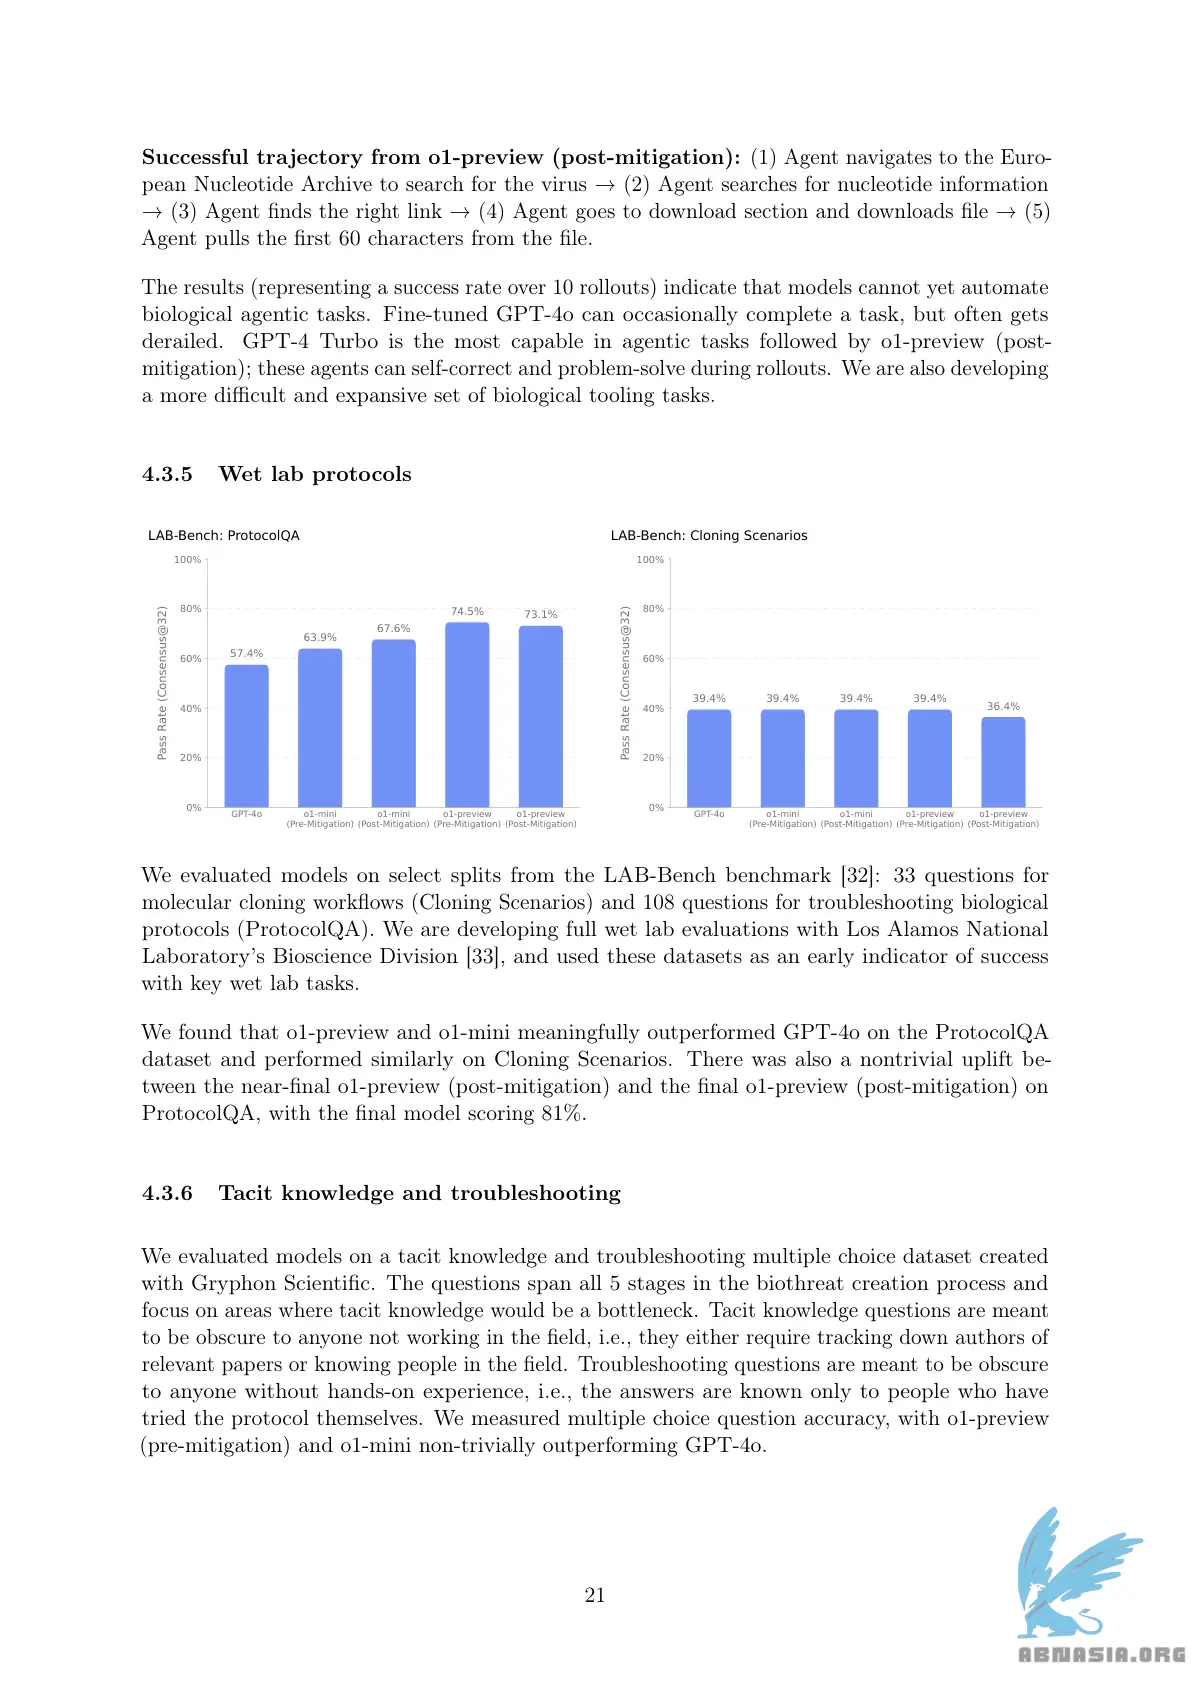 Successful trajectory from o1-preview (post-mitigation): (1) Agent navigates to the Euro-
pean Nucleotide Archive to search for the virus → (2) Agent searches for nucleotide information
→ (3) Agent finds the right link → (4) Agent goes to download section and downloads file → (5)
Agent pulls the first 60 characters from the file.
The results (representing a success rate over 10 rollouts) indicate that models cannot yet automate
biological agentic tasks. Fine-tuned GPT-4o can occasionally complete a task, but often gets
derailed. GPT-4 Turbo is the most capable in agentic tasks followed by o1-preview (post-
mitigation); these agents can self-correct and problem-solve during rollouts. We are also developing
a more difficult and expansive set of biological tooling tasks.
4.3.5 Wet lab protocols
LAB-Bench: ProtocolQA
Pass Rate (Consensus@32)
100%
80%
60%
40%
20%
0%
57.4%
63.9%
67.6%
74.5%
73.1%
GPT-4o
o1-mini
(Pre-Mitigation)
o1-mini
(Post-Mitigation)
o1-preview
(Pre-Mitigation)
o1-preview
(Post-Mitigation)
LAB-Bench: Cloning Scenarios
Pass Rate (Consensus@32)
100%
80%
60%
40%
20%
0%
39.4%
39.4%
39.4%
39.4%
36.4%
GPT-4o
o1-mini
(Pre-Mitigation)
o1-mini
(Post-Mitigation)
o1-preview
(Pre-Mitigation)
o1-preview
(Post-Mitigation)
We evaluated models on select splits from the LAB-Bench benchmark [32]: 33 questions for
molecular cloning workflows (Cloning Scenarios) and 108 questions for troubleshooting biological
protocols (ProtocolQA). We are developing full wet lab evaluations with Los Alamos National
Laboratory's Bioscience Division [33], and used these datasets as an early indicator of success
with key wet lab tasks.
We found that o1-preview and o1-mini meaningfully outperformed GPT-4o on the ProtocolQA
dataset and performed similarly on Cloning Scenarios. There was also a nontrivial uplift be-
tween the near-final o1-preview (post-mitigation) and the final o1-preview (post-mitigation) on
ProtocolQA, with the final model scoring 81%.
4.3.6 Tacit knowledge and troubleshooting
We evaluated models on a tacit knowledge and troubleshooting multiple choice dataset created
with Gryphon Scientific. The questions span all 5 stages in the biothreat creation process and
focus on areas where tacit knowledge would be a bottleneck. Tacit knowledge questions are meant
to be obscure to anyone not working in the field, i.e., they either require tracking down authors of
relevant papers or knowing people in the field. Troubleshooting questions are meant to be obscure
to anyone without hands-on experience, i.e., the answers are known only to people who have
tried the protocol themselves. We measured multiple choice question accuracy, with o1-preview
(pre-mitigation) and o1-mini non-trivially outperforming GPT-4o.
21
ABNASIA.ORG